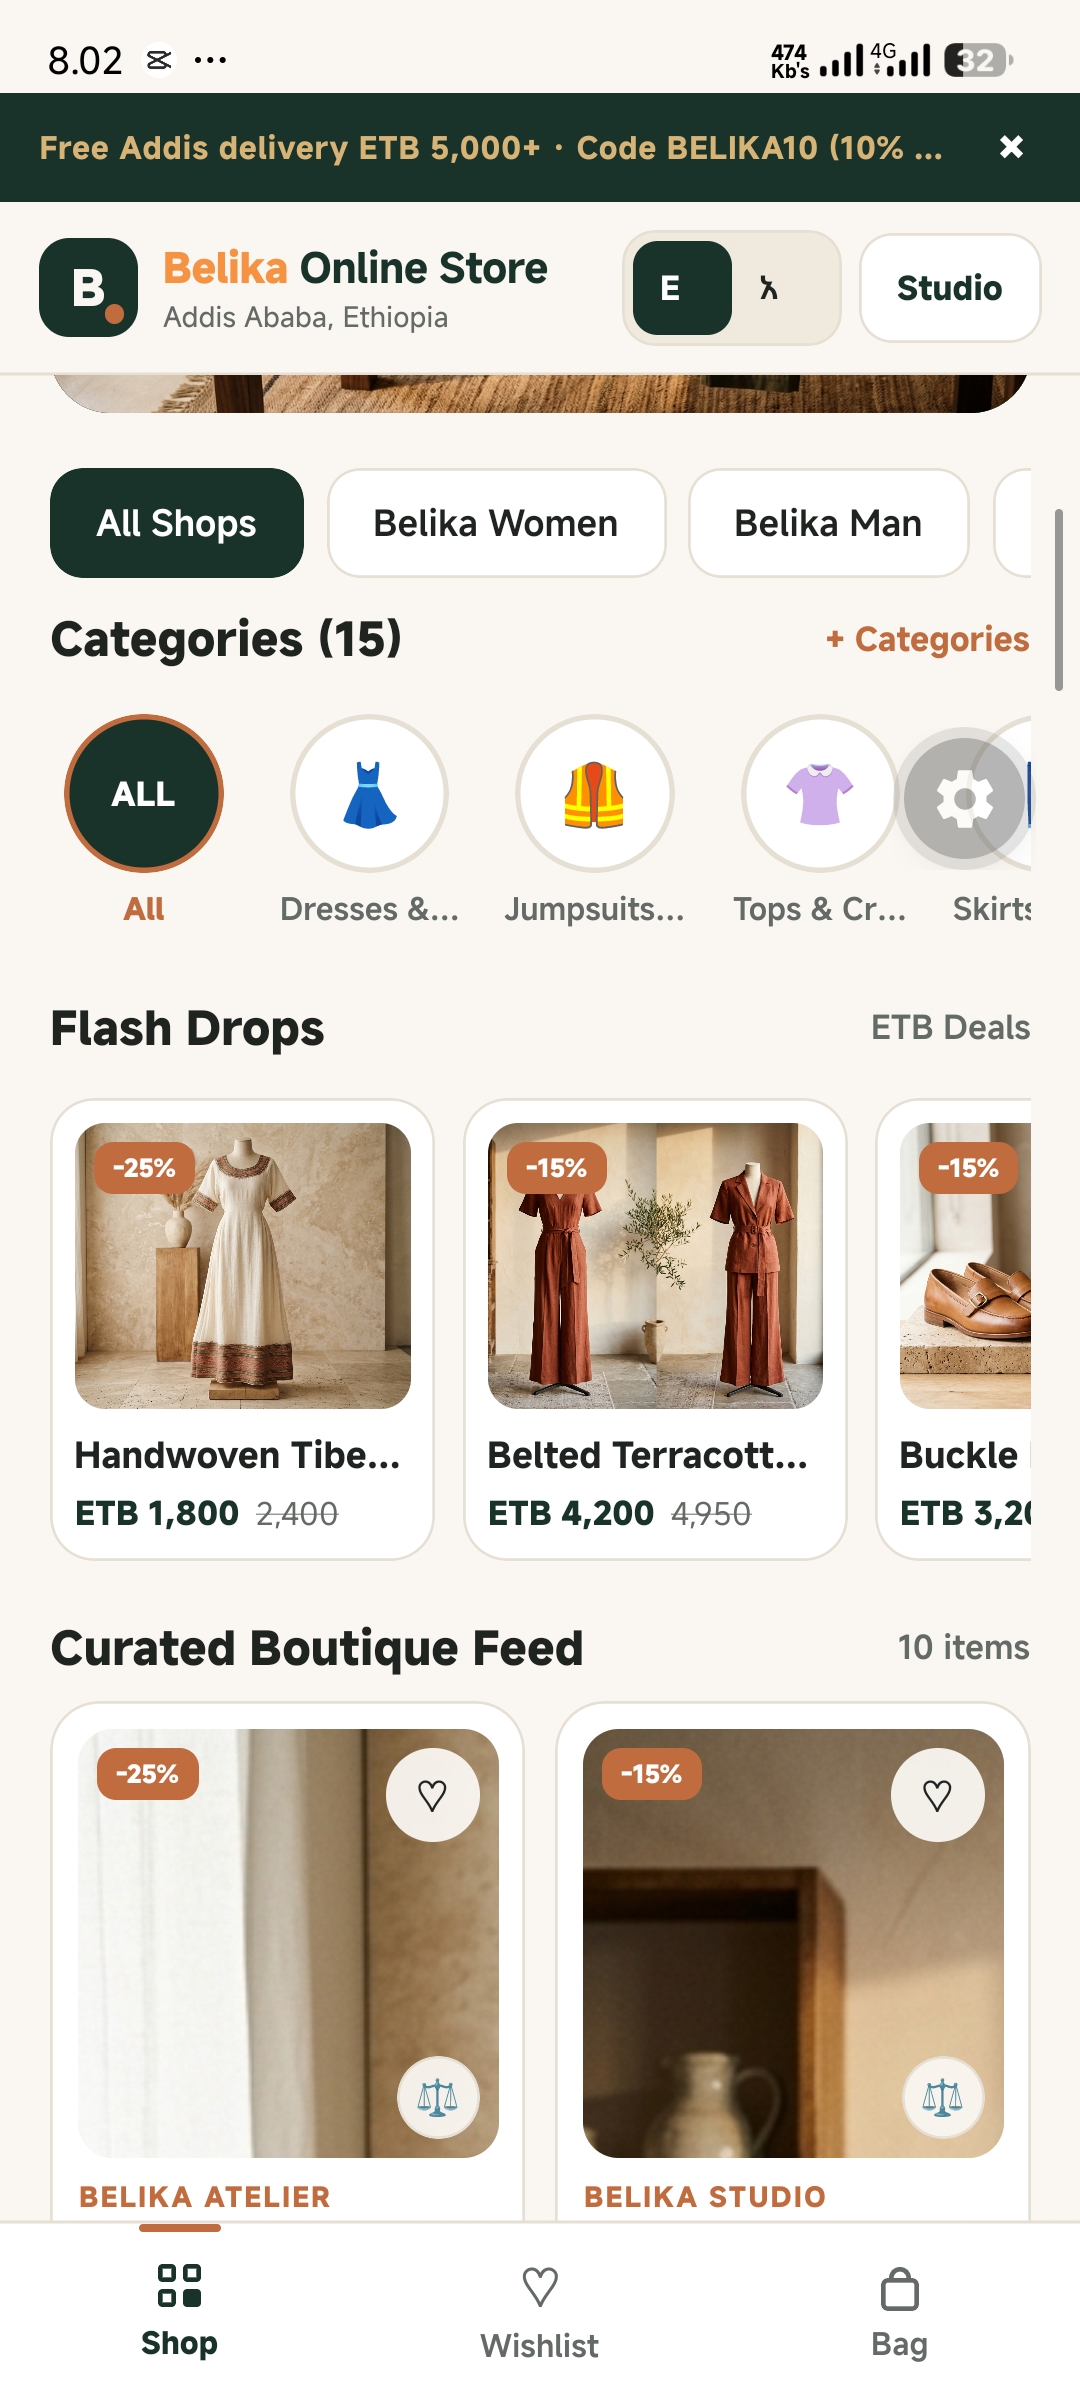 8.02 ...
474 Kb's 4G 32
Free Addis delivery ETB 5,000+ · Code BELIKA10 (10% ...
B.
Belika Online Store
Addis Ababa, Ethiopia
E
Studio
All Shops
Belika Women
Belika Man
Categories (15)
+ Categories
ALL
All
Dresses &...
Jumpsuits...
Tops & Cr...
Skirts
Flash Drops
ETB Deals
-25%
-15%
-15%
Handwoven Tibe...
Belted Terracott...
Buckle
ETB 1,800 2,400
ETB 4,200 4,950
ETB 3,20
Curated Boutique Feed
10 items
-25%
-15%
BELIKA ATELIER
BELIKA STUDIO
Shop
Wishlist
Bag